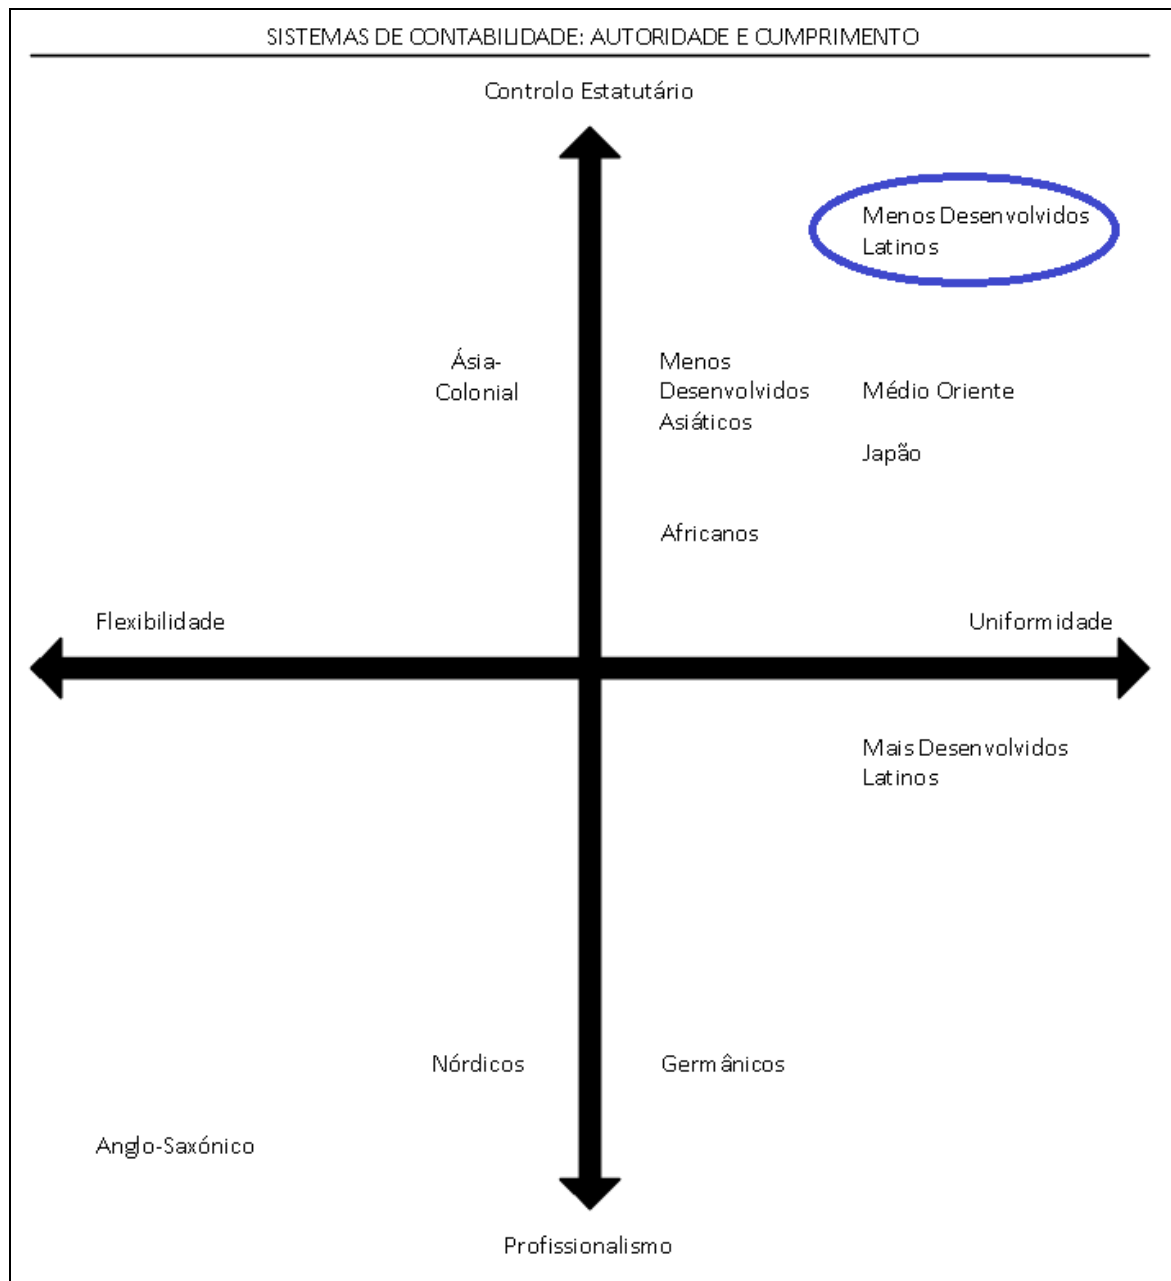 SISTEMAS DE CONTABILIDADE: AUTORIDADE E CUMPRIMENTO
Controlo Estatutário
Menos Desenvolvidos
Latinos
Ásia-
Colonial
Menos
Desenvolvidos
Asiáticos
Médio Oriente
Japão
Africanos
Flexibilidade
Uniformidade
Mais Desenvolvidos
Latinos
Nórdicos
Germânicos
Anglo-Saxónico
Profissionalismo